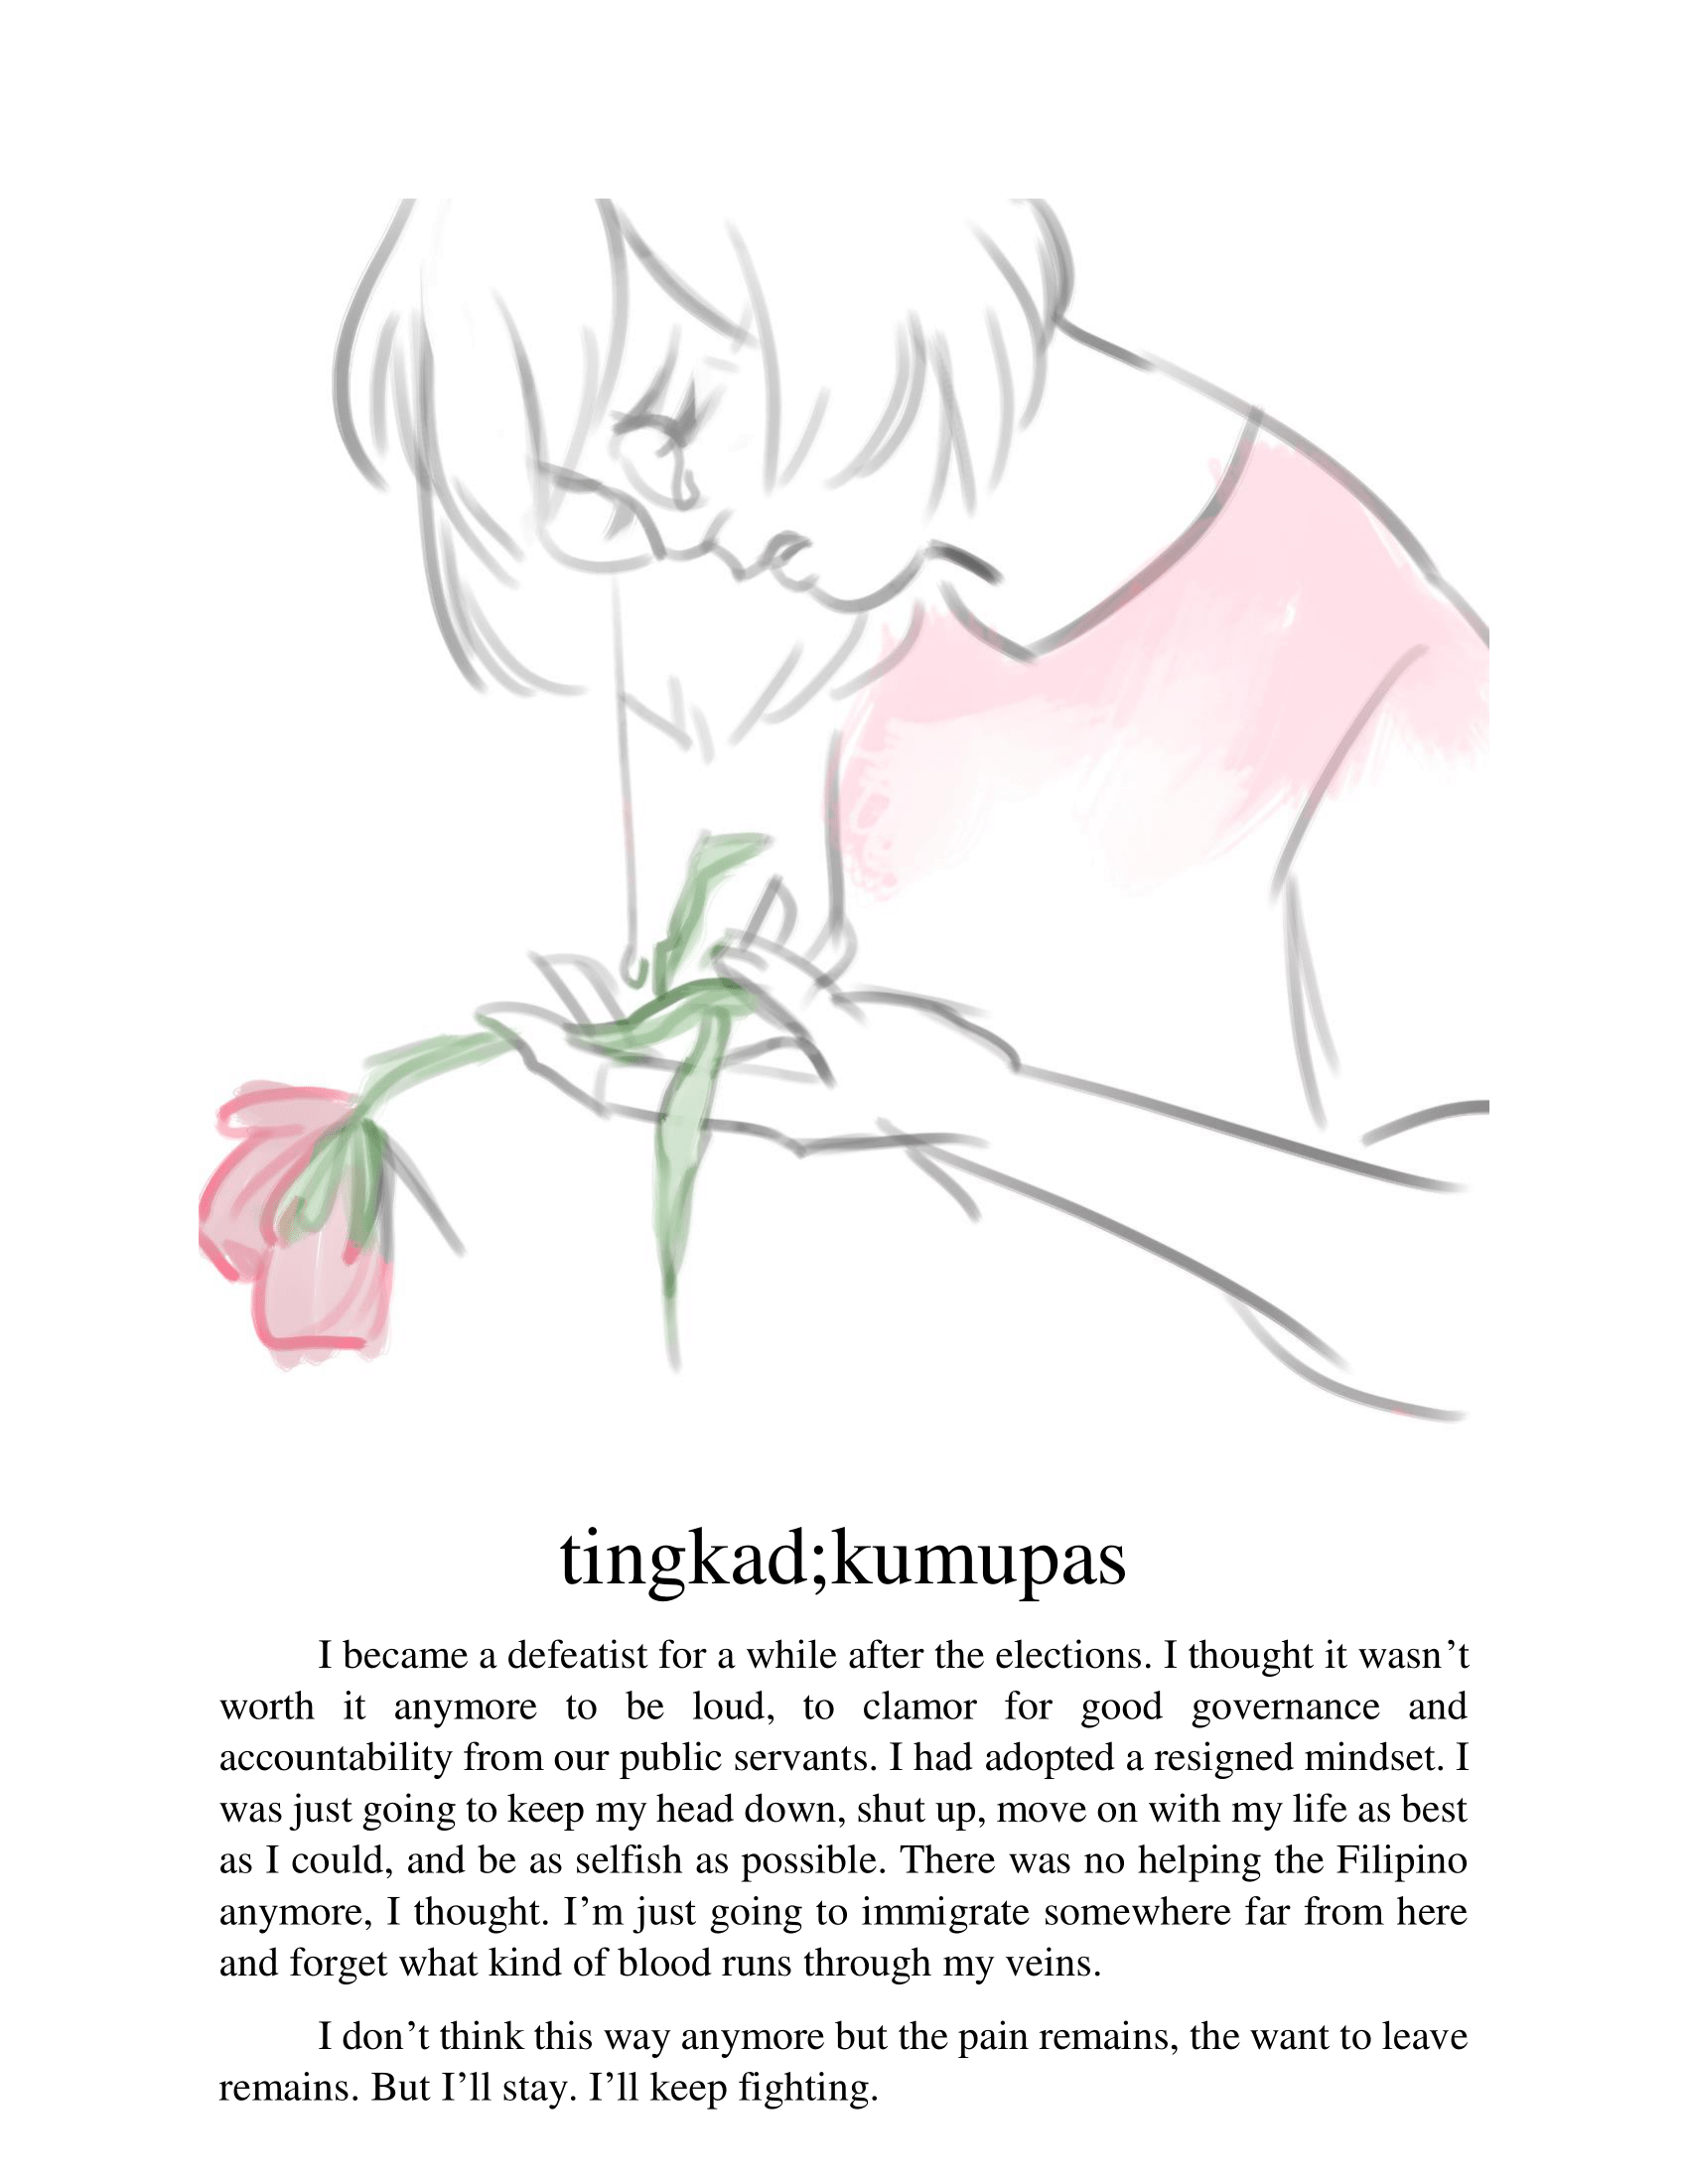 tingkad;kumupas
I became a defeatist for a while after the elections. I thought it wasn’t
worth it anymore to be loud, to clamor for good governance and
accountability from our public servants. I had adopted a resigned mindset. I
was just going to keep my head down, shut up, move on with my life as best
as I could, and be as selfish as possible. There was no helping the Filipino
anymore, I thought. I’m just going to immigrate somewhere far from here
and forget what kind of blood runs through my veins.
I don’t think this way anymore but the pain remains, the want to leave
remains. But I’ll stay. I’ll keep fighting.